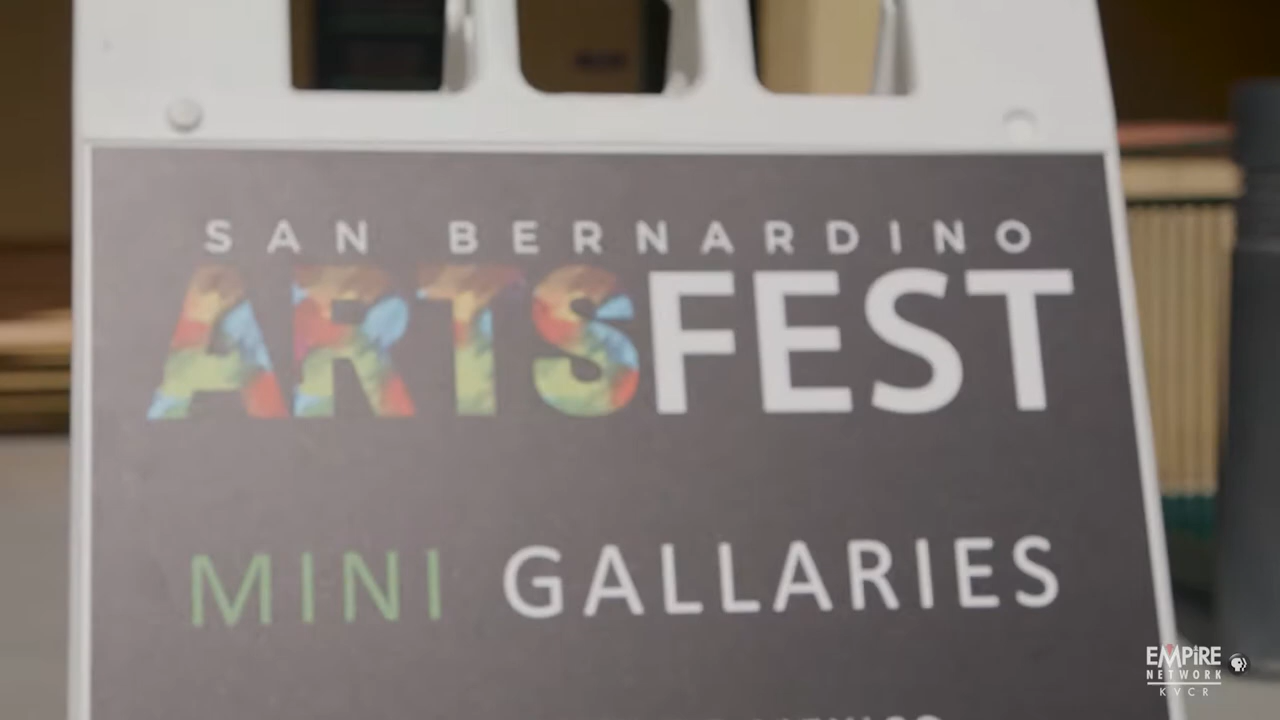 SAN BERNARDINO
ARTSFEST
MINI GALLARIES
EMPIRE
NETWORK
KVCR